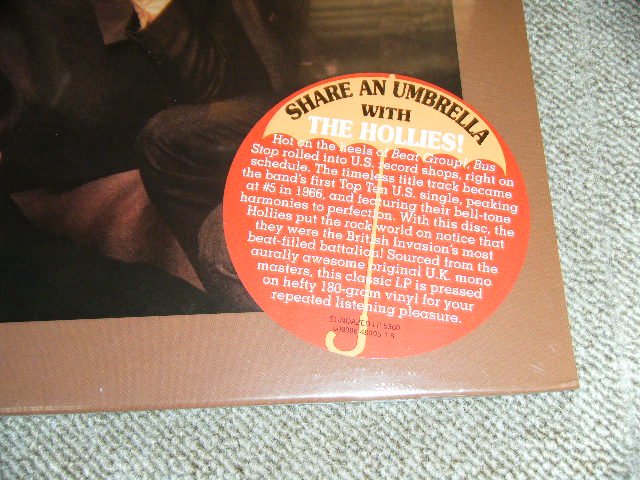 SHARE AN UMBRELLA
WITH
THE HOLLIES!
Hot on the heels of Beat Group!, Bus
Stop rolled into U.S. record shops, right on
schedule. The timeless title track became
the band's first Top Ten U.S. single, peaking
at #5 in 1966, and featuring their bell-tone
harmonies to perfection. With this disc, the
Hollies put the rock world on notice that
they were the British Invasion's most
beat-filled battalion! Sourced from the
aurally awesome original U.K. mono
masters, this classic LP is pressed
on hefty 180-gram vinyl for your
repeated listening pleasure.
SUNDAZED LP 5360